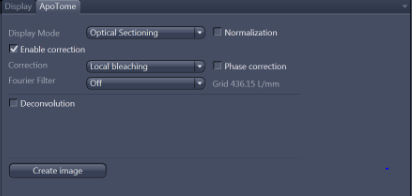 Display ApoTome
Display Mode Optical Sectioning Normalization
Enable correction
Correction Local bleaching Phase correction
Fourier Filter Off Grid 436.15 L/mm
Deconvolution
Create image